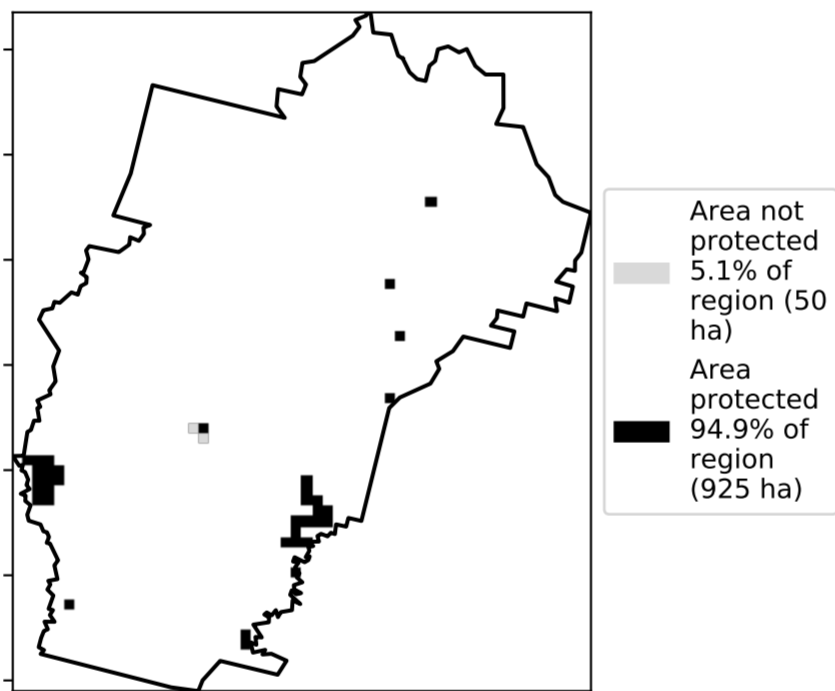 Area not
protected
5.1% of
region (50
ha)
Area
protected
94.9% of
region
(925 ha)